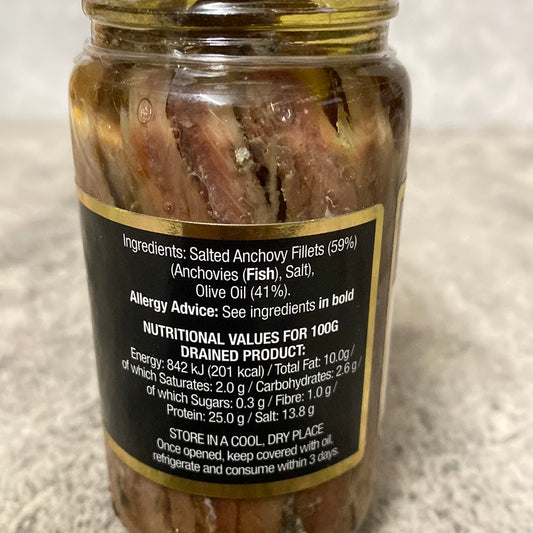 Ingredients: Salted Anchovy Fillets (59%)
(Anchovies (Fish), Salt),
Olive Oil (41%).
Allergy Advice: See ingredients in bold
NUTRITIONAL VALUES FOR 100G
DRAINED PRODUCT:
Energy: 842 kJ (201 kcal) / Total Fat: 10.0g /
of which Saturates: 2.0 g / Carbohydrates: 2.6 g /
of which Sugars: 0.3 g / Fibre: 1.0 g /
Protein: 25.0 g / Salt: 13.8 g
STORE IN A COOL, DRY PLACE
Once opened, keep covered with oil,
refrigerate and consume within 3 days.